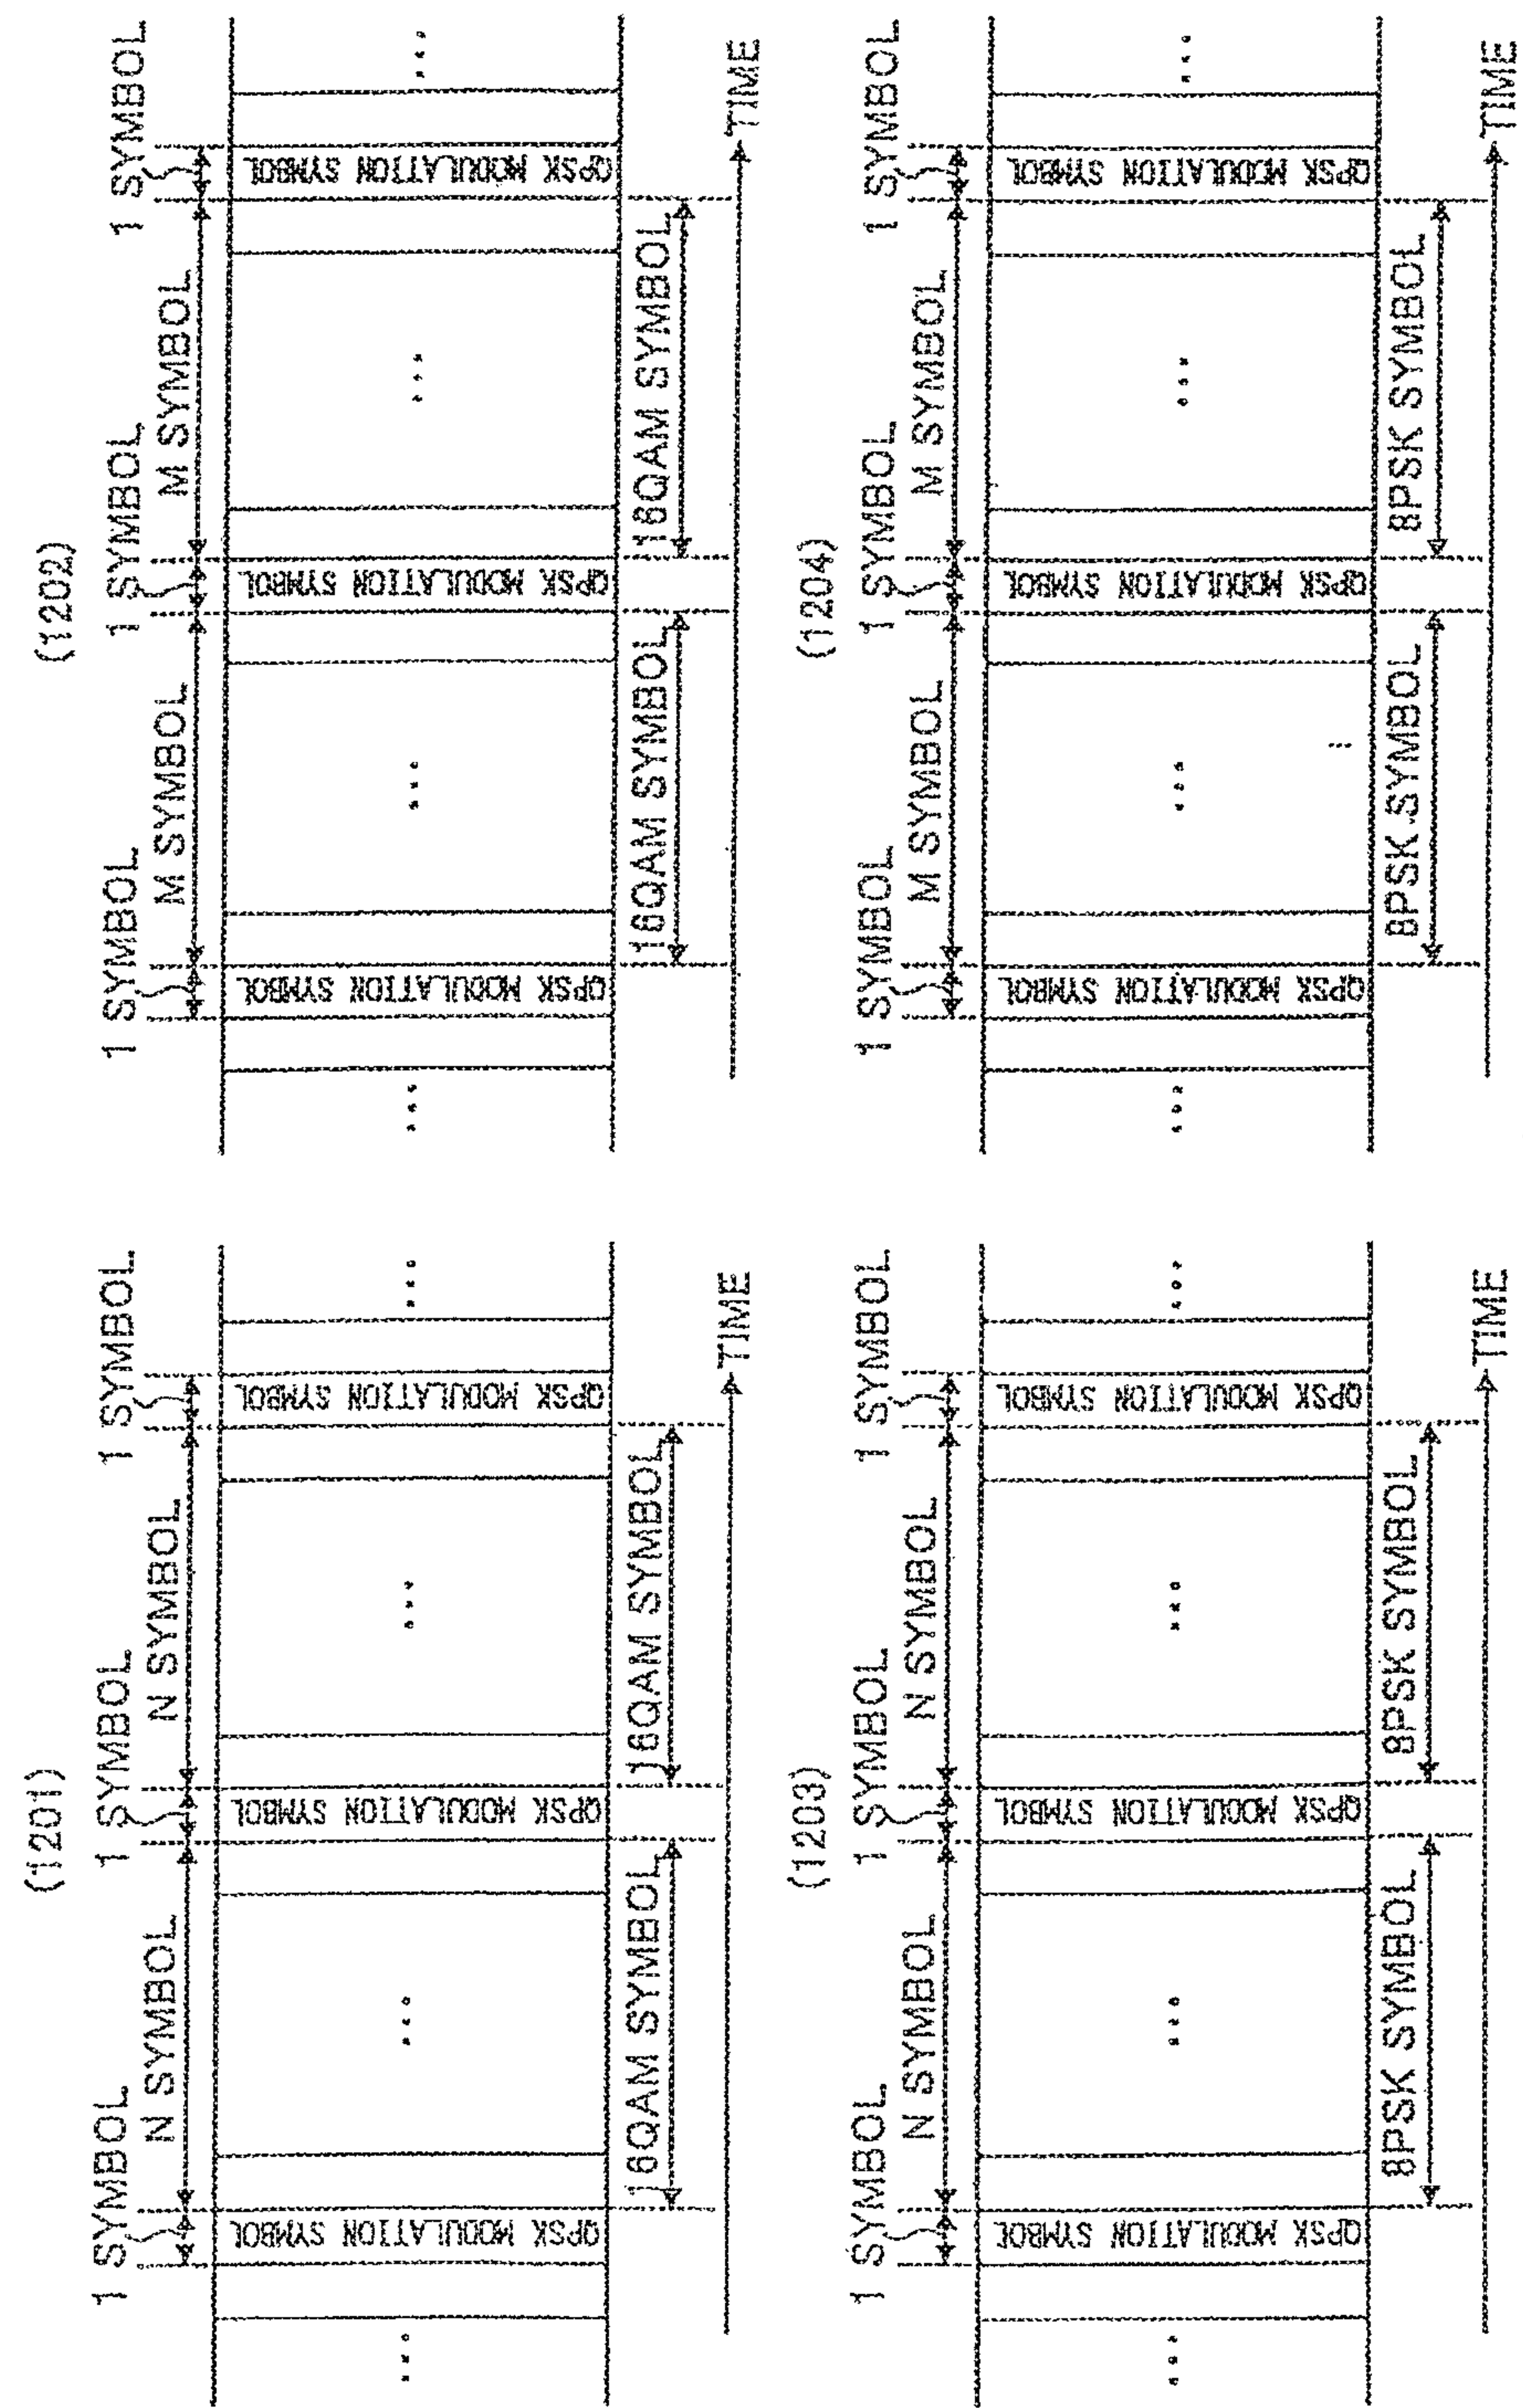 (1201)
1 SYMBOL
1 SYMBOL
1 SYMBOL
N SYMBOL
N SYMBOL
QPSK MODULATION SYMBOL
...
QPSK MODULATION SYMBOL
...
QPSK MODULATION SYMBOL
...
...
16QAM SYMBOL
16QAM SYMBOL
TIME
(1202)
1 SYMBOL
1 SYMBOL
1 SYMBOL
M SYMBOL
M SYMBOL
...
QPSK MODULATION SYMBOL
...
QPSK MODULATION SYMBOL
...
QPSK MODULATION SYMBOL
...
16QAM SYMBOL
16QAM SYMBOL
TIME
(1203)
1 SYMBOL
1 SYMBOL
1 SYMBOL
N SYMBOL
N SYMBOL
...
QPSK MODULATION SYMBOL
...
QPSK MODULATION SYMBOL
...
QPSK MODULATION SYMBOL
...
8PSK SYMBOL
8PSK SYMBOL
TIME
(1204)
1 SYMBOL
1 SYMBOL
1 SYMBOL
M SYMBOL
M SYMBOL
...
QPSK MODULATION SYMBOL
...
QPSK MODULATION SYMBOL
...
QPSK MODULATION SYMBOL
...
8PSK SYMBOL
8PSK SYMBOL
TIME